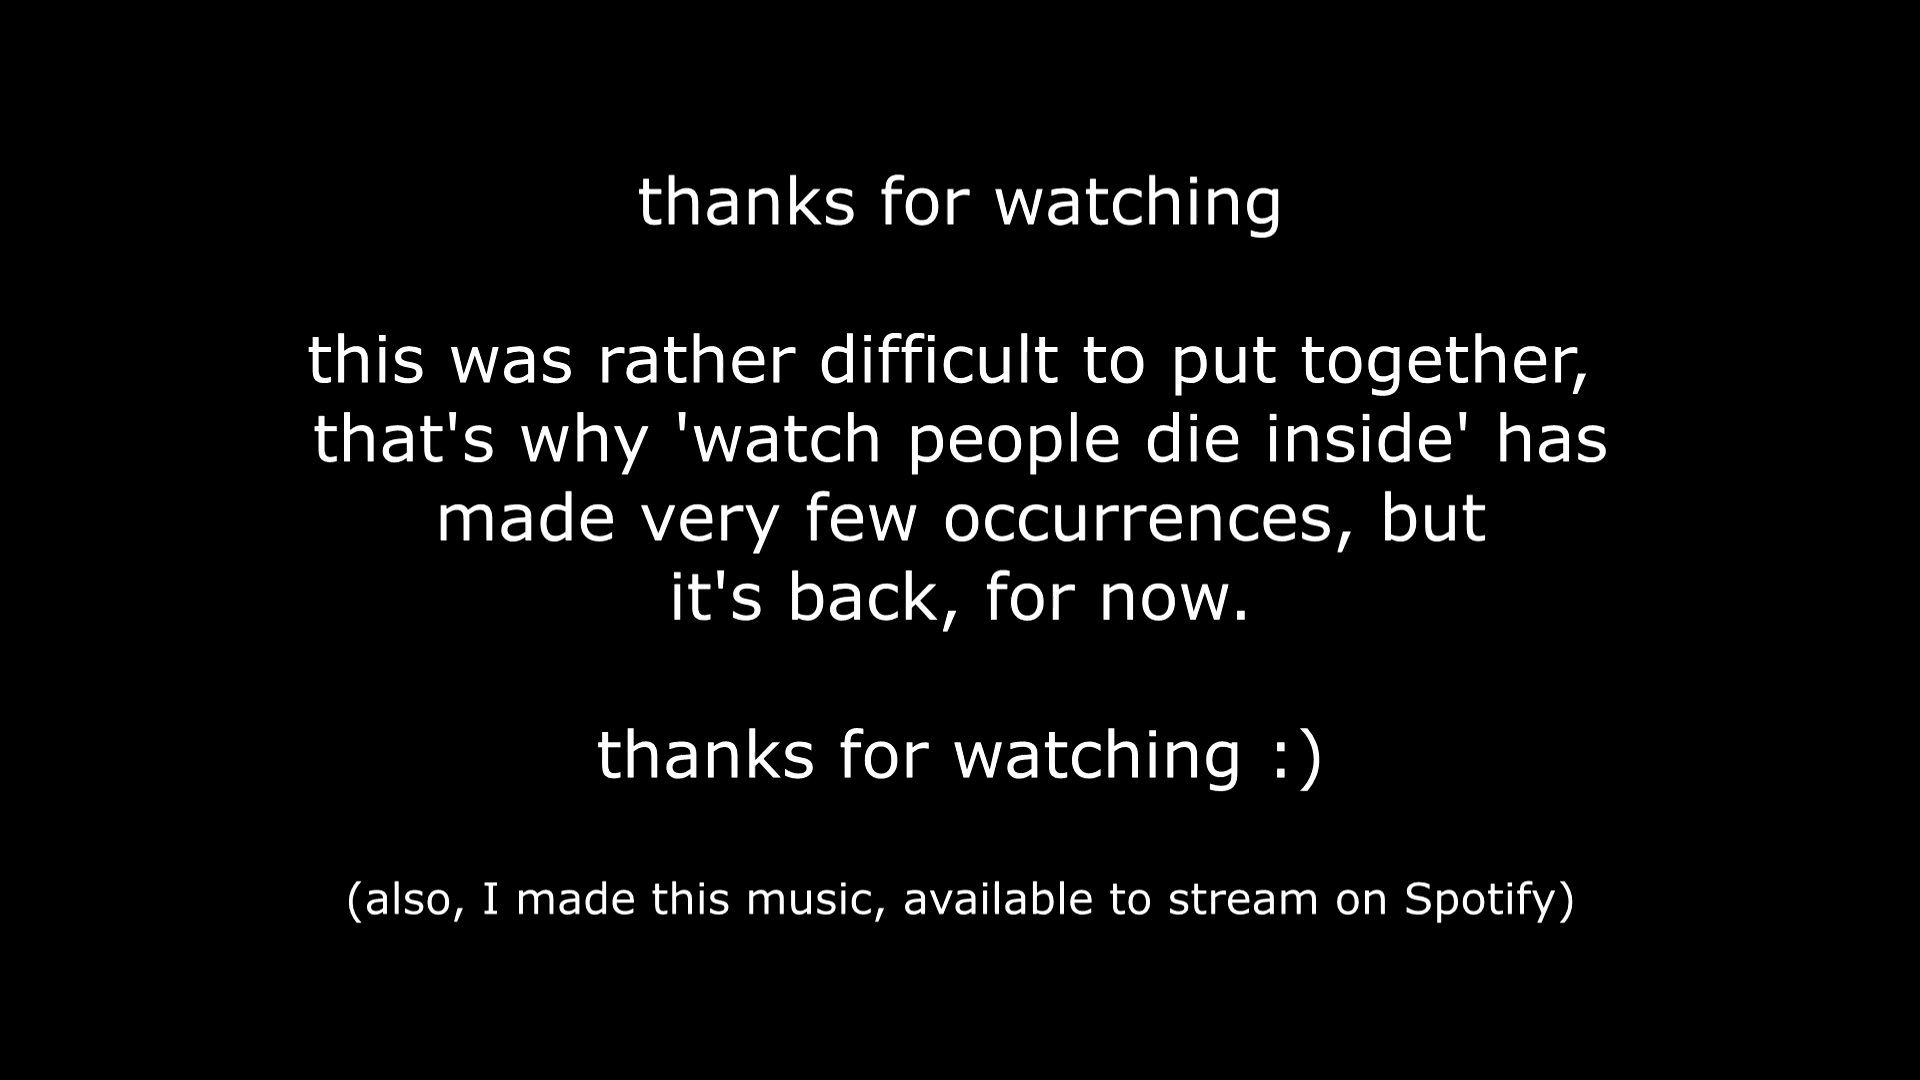 thanks for watching
this was rather difficult to put together,
that's why 'watch people die inside' has
made very few occurrences, but
it's back, for now.
thanks for watching :)
(also, I made this music, available to stream on Spotify)